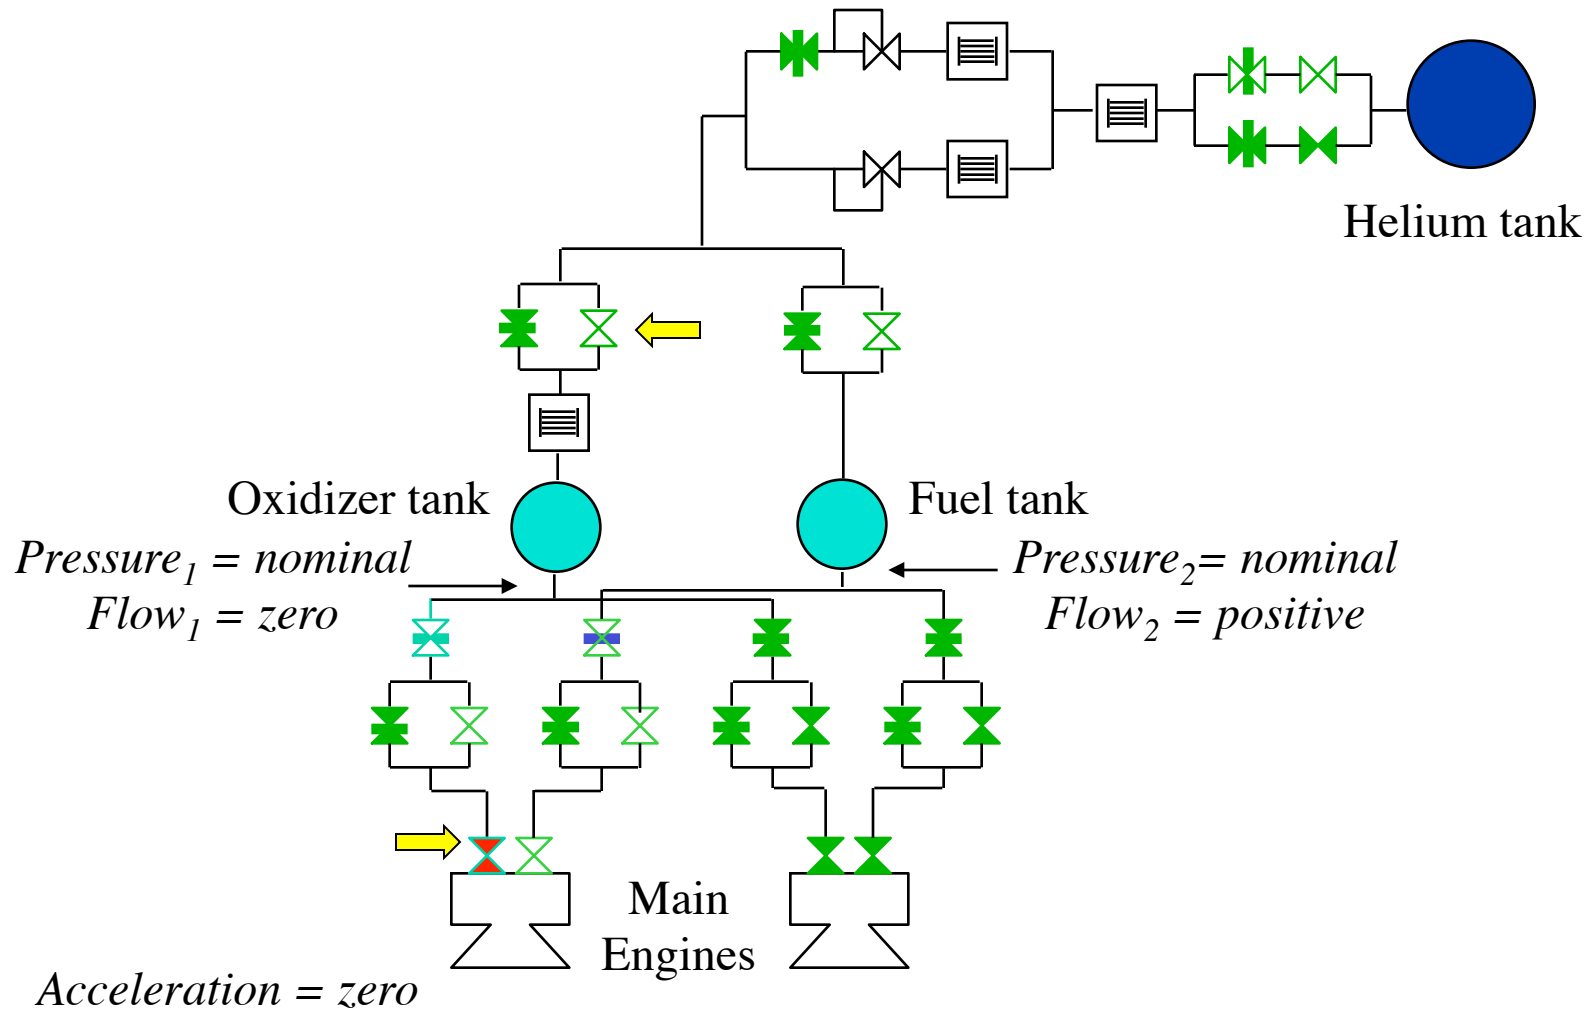 Helium tank
Oxidizer tank
Fuel tank
Pressure₁ = nominal
Flow₁ = zero
Pressure₂= nominal
Flow₂ = positive
Main
Engines
Acceleration = zero